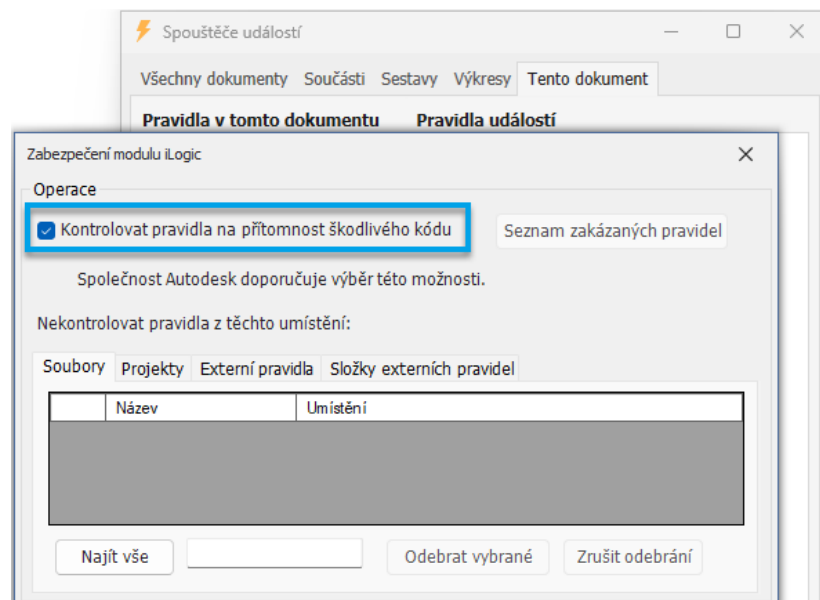 Spouštěče událostí
Všechny dokumenty Součásti Sestavy Výkresy Tento dokument
Pravidla v tomto dokumentu Pravidla událostí
Zabezpečení modulu iLogic
Operace
Kontrolovat pravidla na přítomnost škodlivého kódu Seznam zakázaných pravidel
Společnost Autodesk doporučuje výběr této možnosti.
Nekontrolovat pravidla z těchto umístění:
Soubory Projekty Externí pravidla Složky externích pravidel
Název Umístění
Najít vše Odebrat vybrané Zrušit odebrání